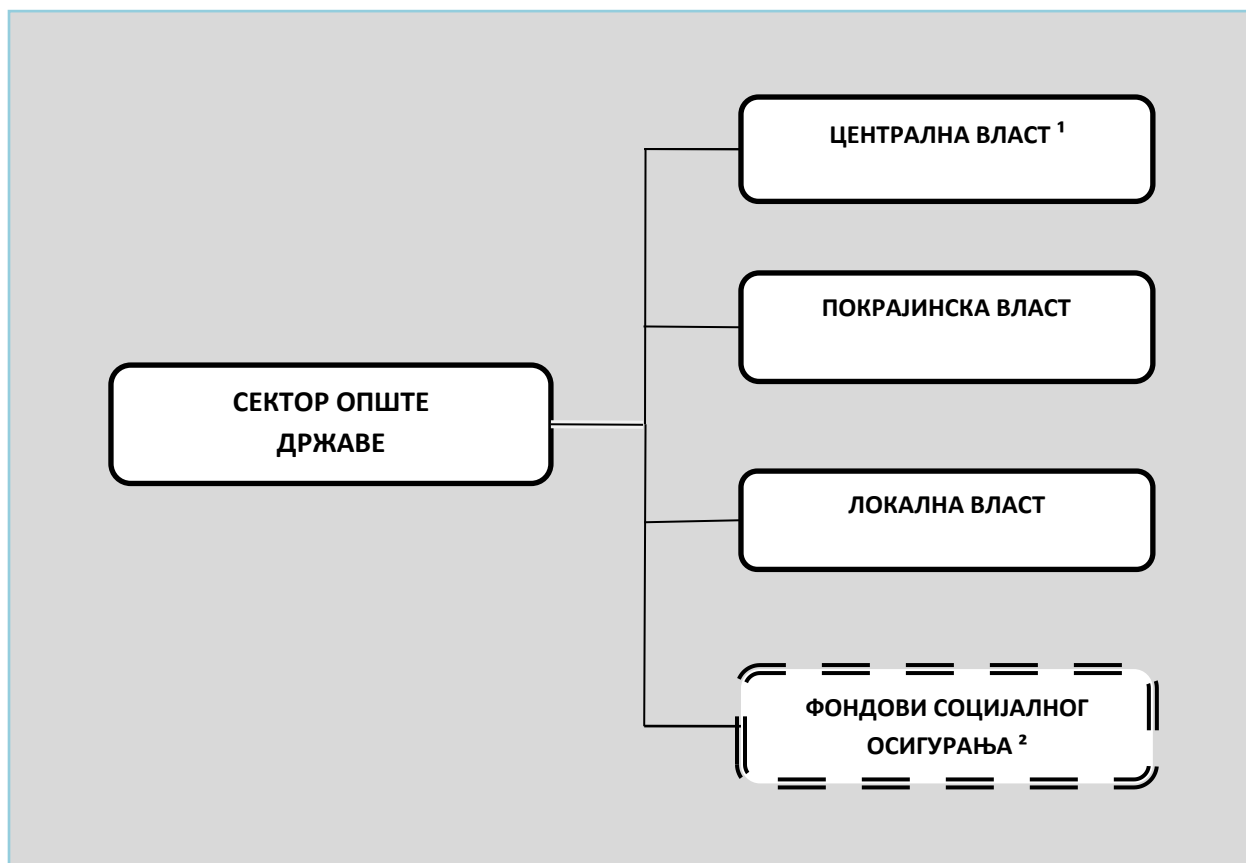 ЦЕНТРАЛНА ВЛАСТ ¹
ПОКРАЈИНСКА ВЛАСТ
СЕКТОР ОПШТЕ
ДРЖАВЕ
ЛОКАЛНА ВЛАСТ
ФОНДОВИ СОЦИЈАЛНОГ
ОСИГУРАЊА ²